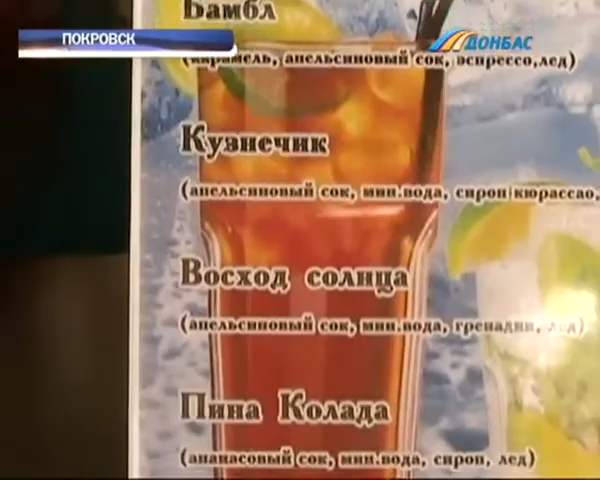 Бамбл
ПОКРОВСК
ДОНБАС
(карамель, апельсиновый сок, эспрессо,лед)
Кузнечик
(апельсиновый сок, мин.вода, сироп кюрассао,
Восход солнца
(апельсиновый сок, мин.вода, гренадин, лед)
Пина Колада
(ананасовый сок, мин.вода, сироп, лед)